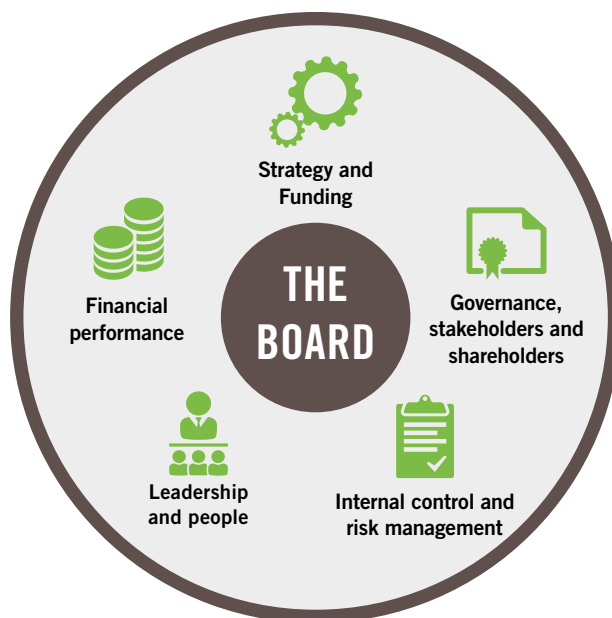 Strategy and
Funding
Financial
performance
THE
BOARD
Governance,
stakeholders and
shareholders
Leadership
and people
Internal control and
risk management